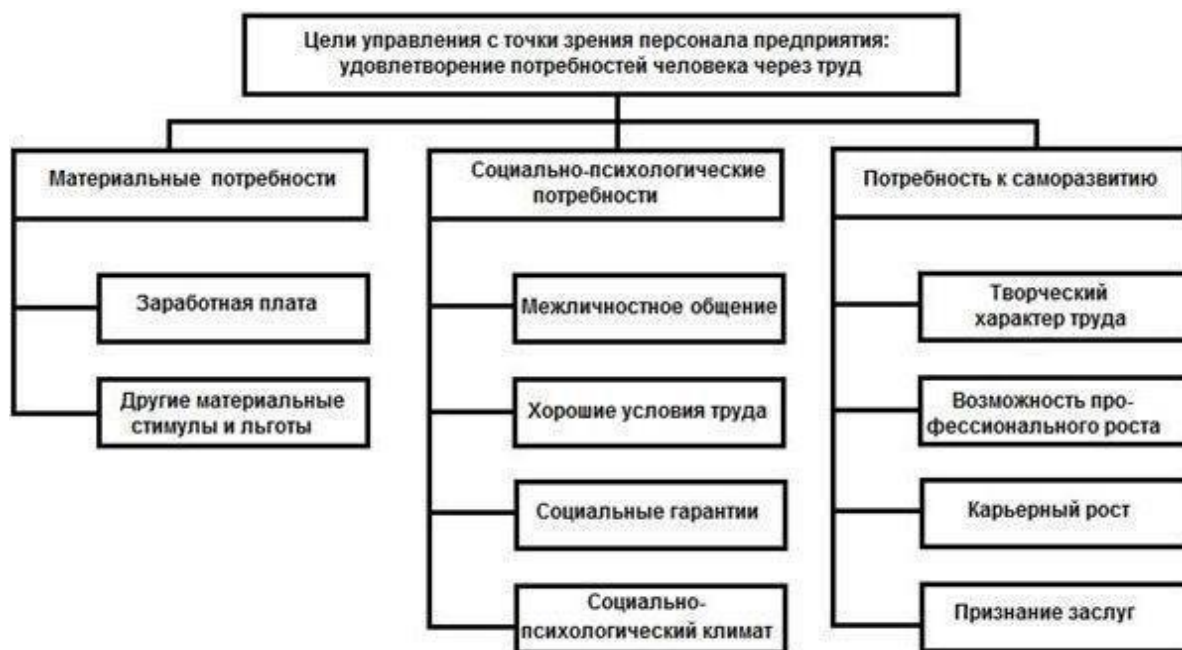 Цели управления с точки зрения персонала предприятия:
удовлетворение потребностей человека через труд
Материальные потребности
Заработная плата
Другие материальные
стимулы и льготы
Социально-психологические
потребности
Межличностное общение
Хорошие условия труда
Социальные гарантии
Социально-
психологический климат
Потребность к саморазвитию
Творческий
характер труда
Возможность про-
фессионального роста
Карьерный рост
Признание заслуг